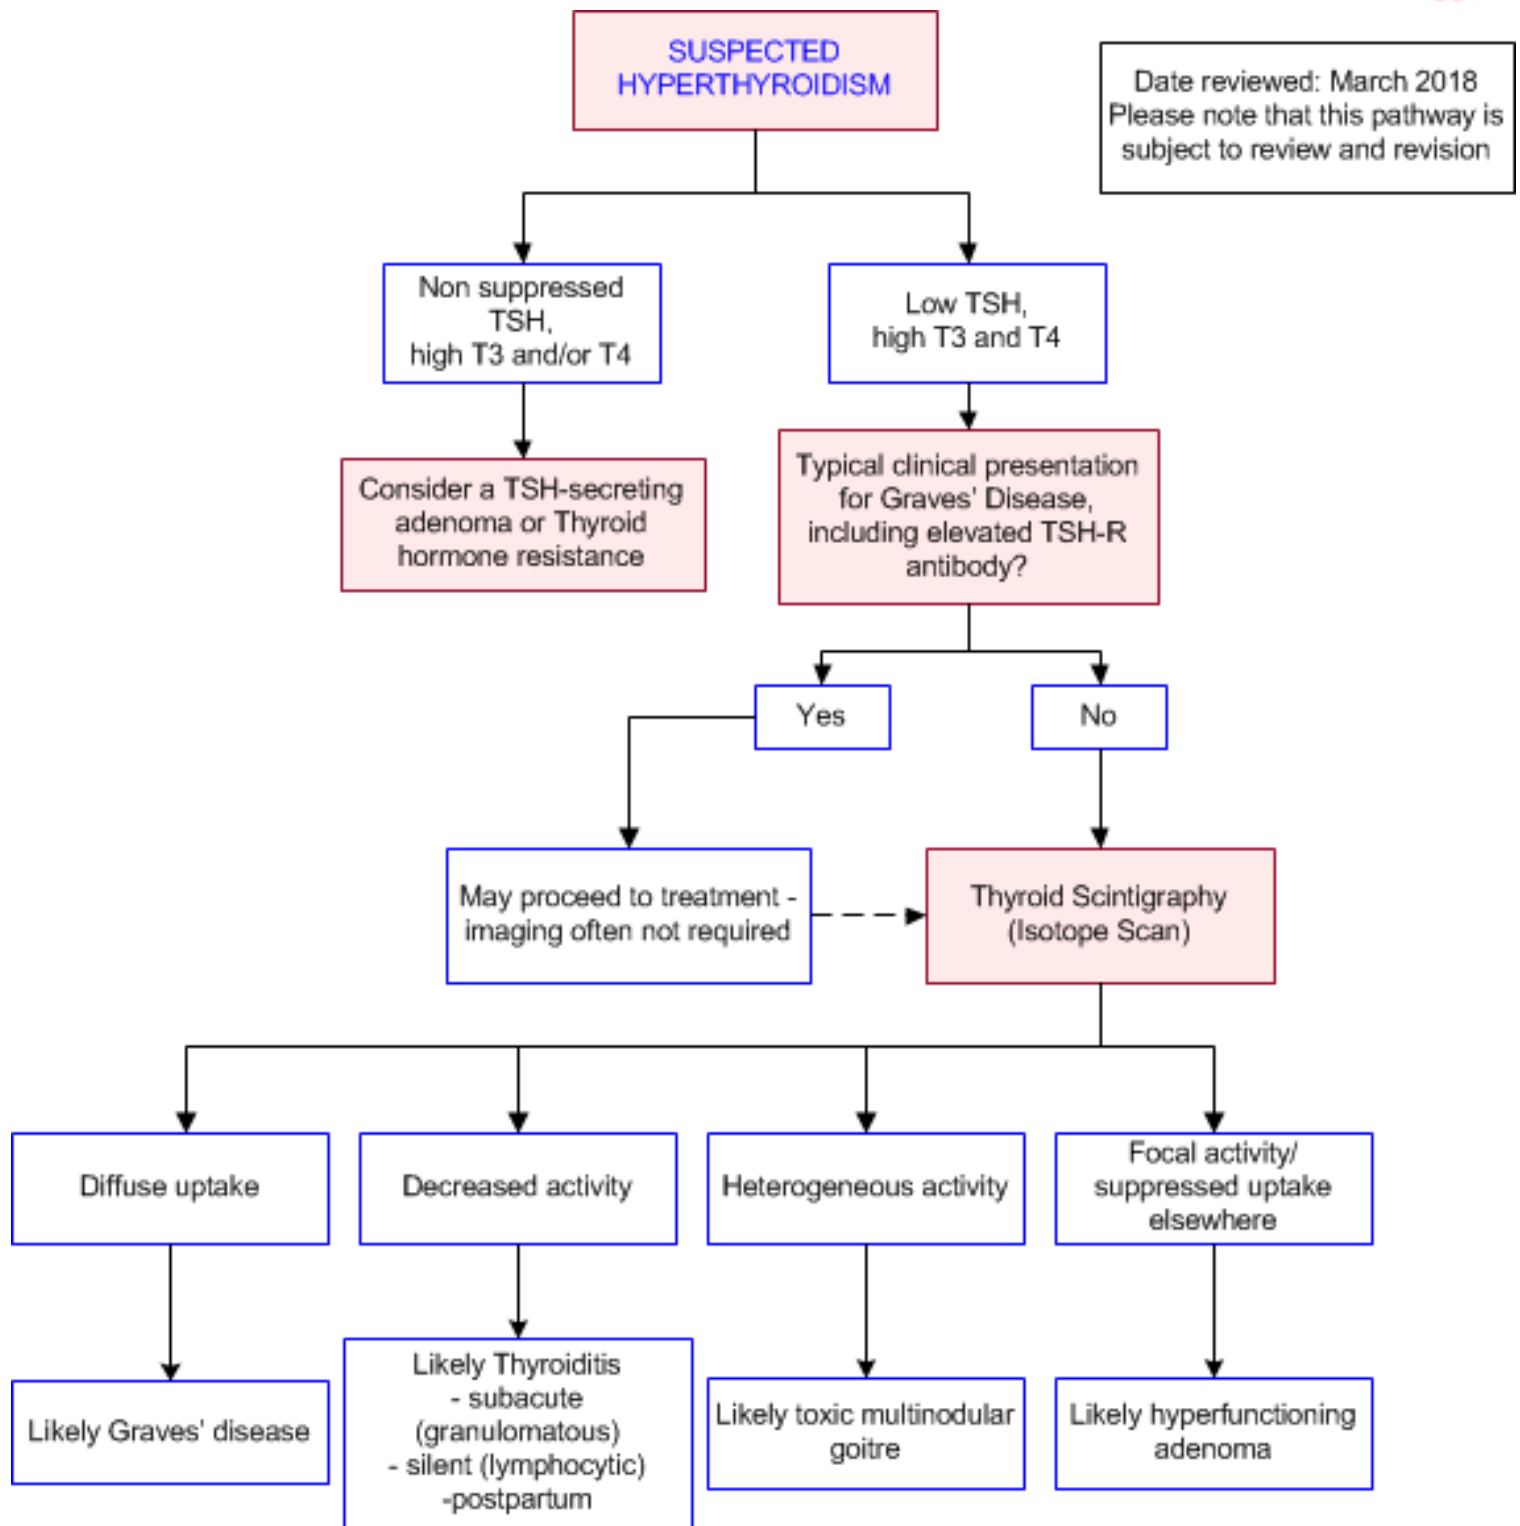 SUSPECTED
HYPERTHYROIDISM
Date reviewed: March 2018
Please note that this pathway is
subject to review and revision
Non suppressed
TSH,
high T3 and/or T4
Low TSH,
high T3 and T4
Consider a TSH-secreting
adenoma or Thyroid
hormone resistance
Typical clinical presentation
for Graves' Disease,
including elevated TSH-R
antibody?
Yes
No
May proceed to treatment -
imaging often not required
Thyroid Scintigraphy
(Isotope Scan)
Diffuse uptake
Decreased activity
Heterogeneous activity
Focal activity/
suppressed uptake
elsewhere
Likely Graves' disease
Likely Thyroiditis
- subacute
(granulomatous)
- silent (lymphocytic)
-postpartum
Likely toxic multinodular
goitre
Likely hyperfunctioning
adenoma